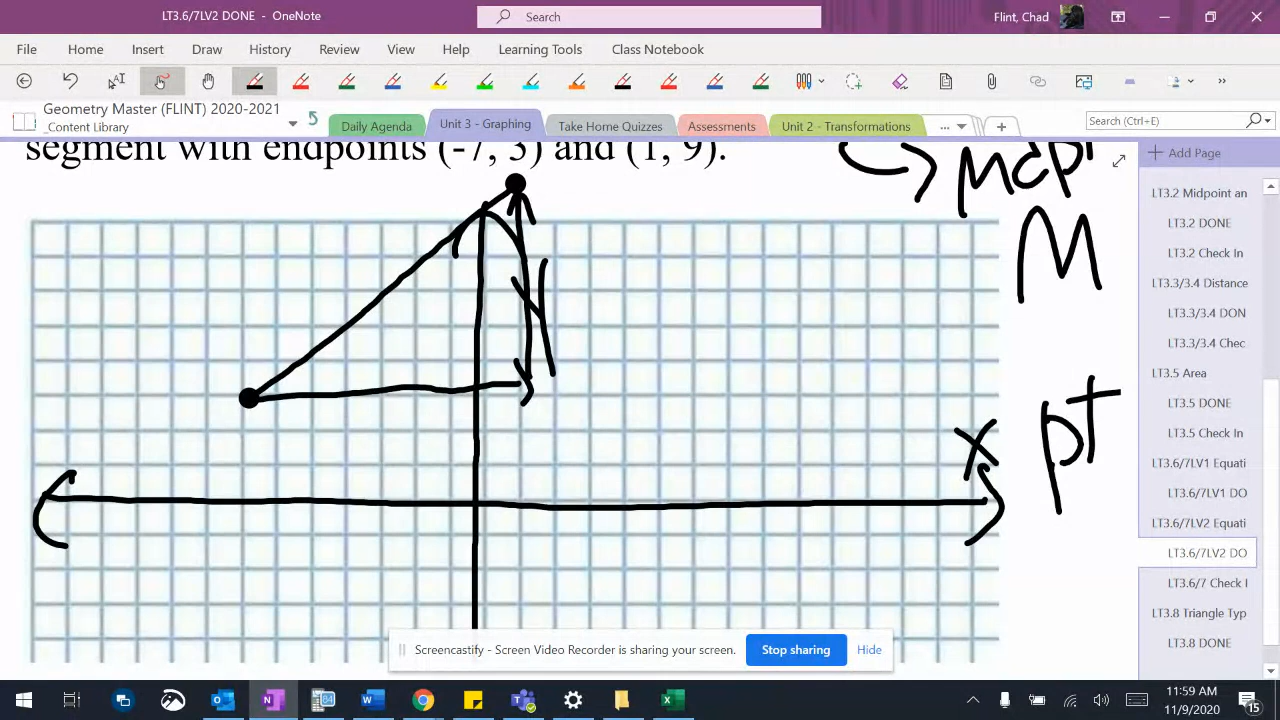 LT3.6/7LV2 DONE - OneNote
Search
Flint, Chad
File Home Insert Draw History Review View Help Learning Tools Class Notebook
Geometry Master (FLINT) 2020-2021
_Content Library
Daily Agenda
Unit 3 - Graphing
Take Home Quizzes
Assessments
Unit 2 - Transformations
...
Search (Ctrl+E)
segment with endpoints (-7, 3) and (1, 9).
Mdpt
M
y
x
pt
Add Page
LT3.2 Midpoint an
LT3.2 DONE
LT3.2 Check In
LT3.3/3.4 Distance
LT3.3/3.4 DON
LT3.3/3.4 Chec
LT3.5 Area
LT3.5 DONE
LT3.5 Check In
LT3.6/7LV1 Equati
LT3.6/7LV1 DO
LT3.6/7LV2 Equati
LT3.6/7LV2 DO
LT3.6/7 Check I
LT3.8 Triangle Typ
LT3.8 DONE
Screencastify - Screen Video Recorder is sharing your screen.
Stop sharing
Hide
11:59 AM
11/9/2020
15